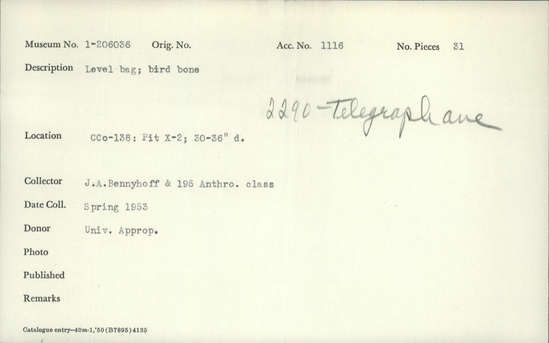 Museum No. 1-206036 Orig. No. Acc. No. 1116 No. Pieces 31
Description Level bag; bird bone
2290-Telegraph ave
Location CCo-138: Pit X-2; 30-36" d.
Collector J.A.Bennyhoff & 195 Anthro. class
Date Coll. Spring 1953
Donor Univ. Approp.
Photo
Published
Remarks
Catalogue entry—40m-1,'50 (B7895) 4135